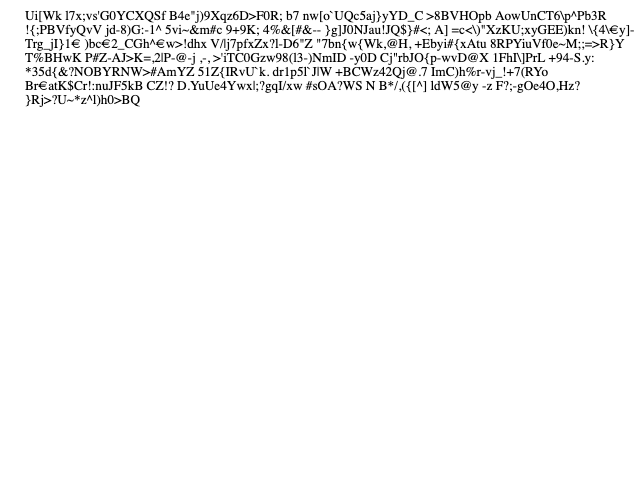 Ui[Wk l7x;vs'G0YCXQSf B4e"j)9Xqz6D>F0R; b7 nw[o`UQc5aj}yYD_C >8BVHOpb AowUnCT6\p^Pb3R
!{;PBVfyQvV jd-8)G:-1^ 5vi~&m#c 9+9K; 4%&[#&-- }g]J0NJau!JQ$}#<; A] =c<\)"XzKU;xyGEE)kn! \{4\€y]-
Trg_jI}1€ )bc€2_CGh^€w>!dhx V/|j7pfxZx?l-D6"Z "7bn{w{Wk,@H, +Ebyi#{xAtu 8RPYiuVf0e~M;;=>R}Y
T%BHwK P#Z-AJ>K=,2|P-@-j ,-, >'iTC0Gzw98(l3-)NmID -y0D Cj"rbJO{p-wvD@X 1FhI\]PrL +94-S.y:
*35d{&?NOBYRNW>#AmYZ 51Z{IRvU`k. dr1p5l`J|W +BCWz42Qj@.7 ImC)h%r-vj_!+7(RYo
Br€atK$Cr!:nuJF5kB CZ!? D.YuUe4Ywx|;?gqI/xw #sOA?WS N B*/,({[^] ldW5@y -z F?;-gOe4O,Hz?
}Rj>?U~*z^l)h0>BQ